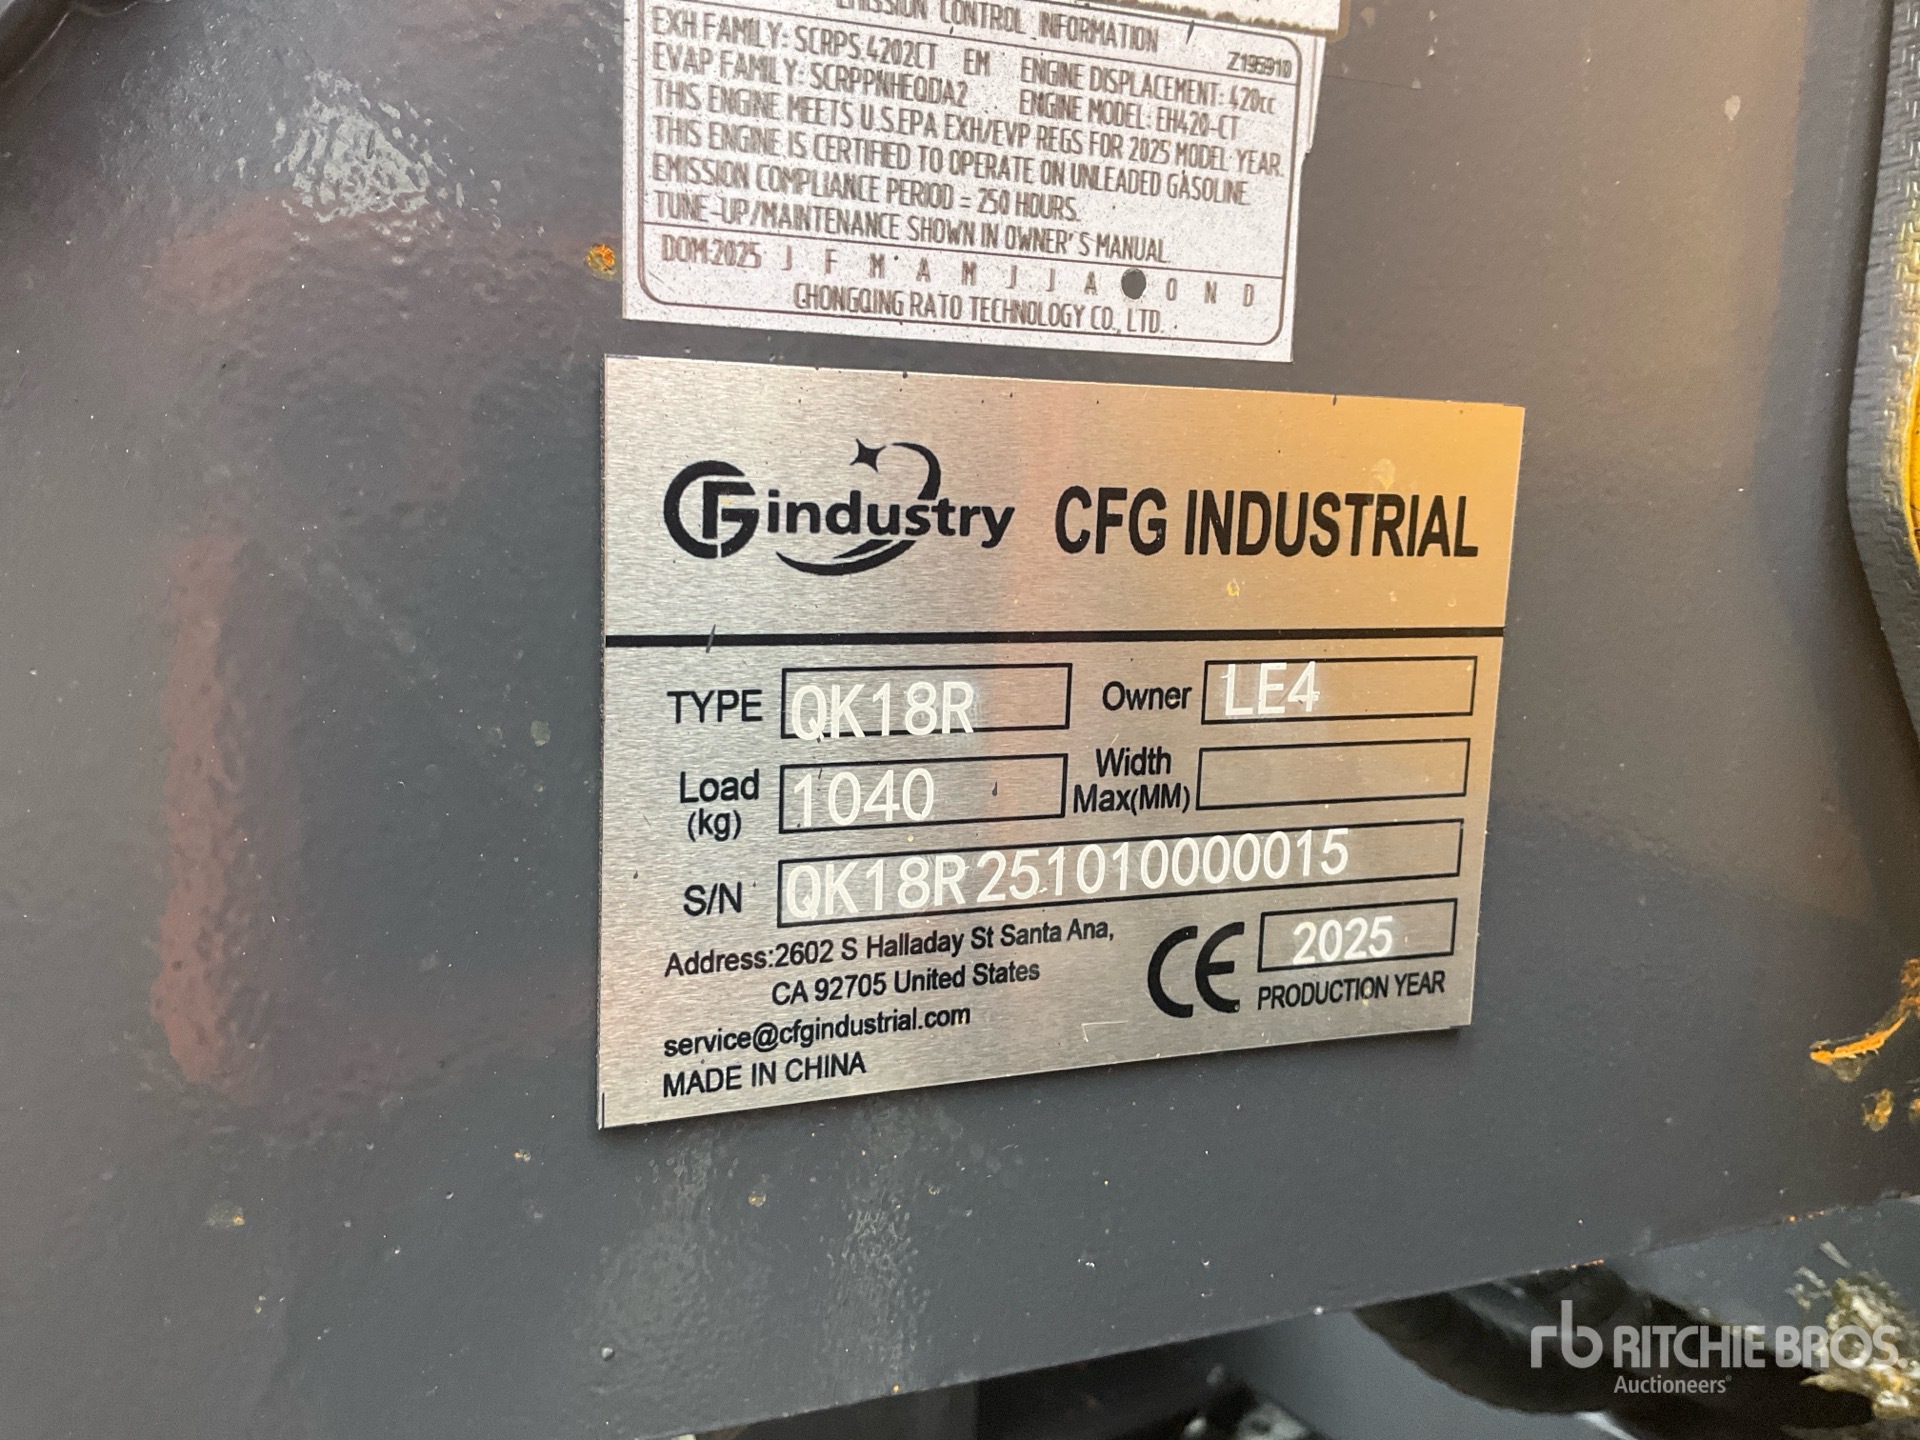 EMISSION CONTROL INFORMATION
Z195910
EXH FAMILY: SCRPS.4202CT EM ENGINE DISPLACEMENT: 420cc
EVAP FAMILY: SCRPPNHEQDA2 ENGINE MODEL: EH420-CT
THIS ENGINE MEETS U.S.EPA EXH/EVP REGS FOR 2025 MODEL YEAR.
THIS ENGINE IS CERTIFIED TO OPERATE ON UNLEADED GASOLINE.
EMISSION COMPLIANCE PERIOD = 250 HOURS.
TUNE-UP/MAINTENANCE SHOWN IN OWNER'S MANUAL.
DOM-2025 J F M A M J J A O N D
CHONGQING RATO TECHNOLOGY CO., LTD.
CFG industry CFG INDUSTRIAL
TYPE QK18R Owner LE4
Load (kg) 1040 Width Max(MM)
S/N QK18R251010000015
Address:2602 S Halladay St Santa Ana,
CA 92705 United States
service@cfgindustrial.com
MADE IN CHINA
CE 2025
PRODUCTION YEAR
rb RITCHIE BROS.
Auctioneers®